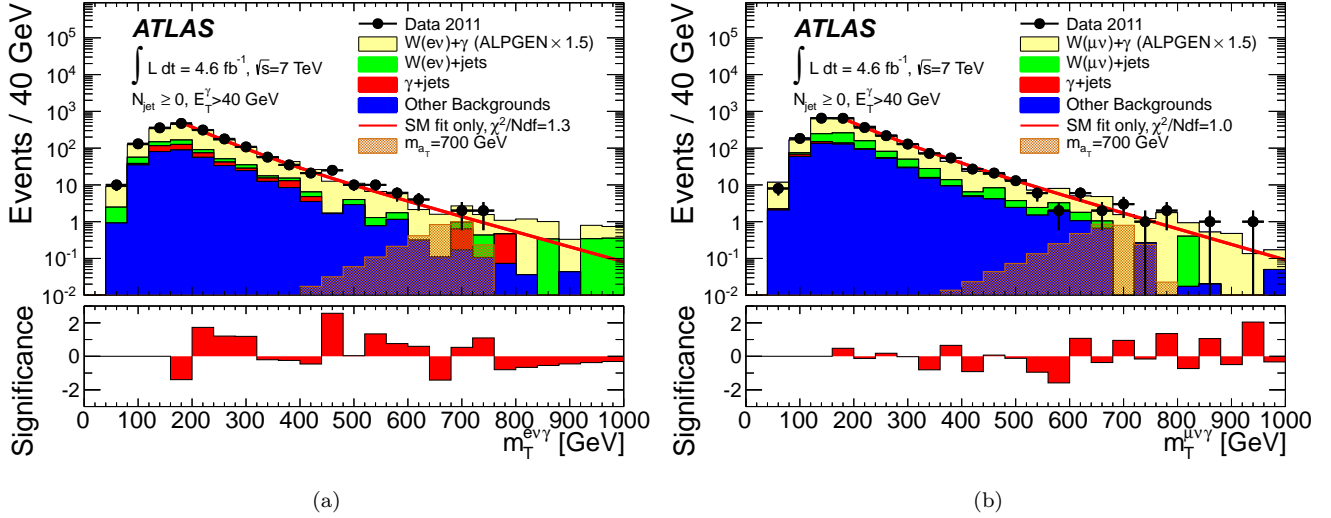 Events / 40 GeV
10⁵
10⁴
10³
10²
10
1
10⁻¹
10⁻²
ATLAS
∫ L dt = 4.6 fb⁻¹, √s=7 TeV
N_jet ≥ 0, E_T^γ>40 GeV
Data 2011
W(eν)+γ (ALPGEN × 1.5)
W(eν)+jets
γ+jets
Other Backgrounds
SM fit only, χ²/Ndf=1.3
m_{a_T}=700 GeV
Significance
2
0
-2
0 100 200 300 400 500 600 700 800 900 1000
m_T^{eνγ} [GeV]
(a)
Events / 40 GeV
10⁵
10⁴
10³
10²
10
1
10⁻¹
10⁻²
ATLAS
∫ L dt = 4.6 fb⁻¹, √s=7 TeV
N_jet ≥ 0, E_T^γ>40 GeV
Data 2011
W(μν)+γ (ALPGEN × 1.5)
W(μν)+jets
γ+jets
Other Backgrounds
SM fit only, χ²/Ndf=1.0
m_{a_T}=700 GeV
Significance
2
0
-2
0 100 200 300 400 500 600 700 800 900 1000
m_T^{μνγ} [GeV]
(b)